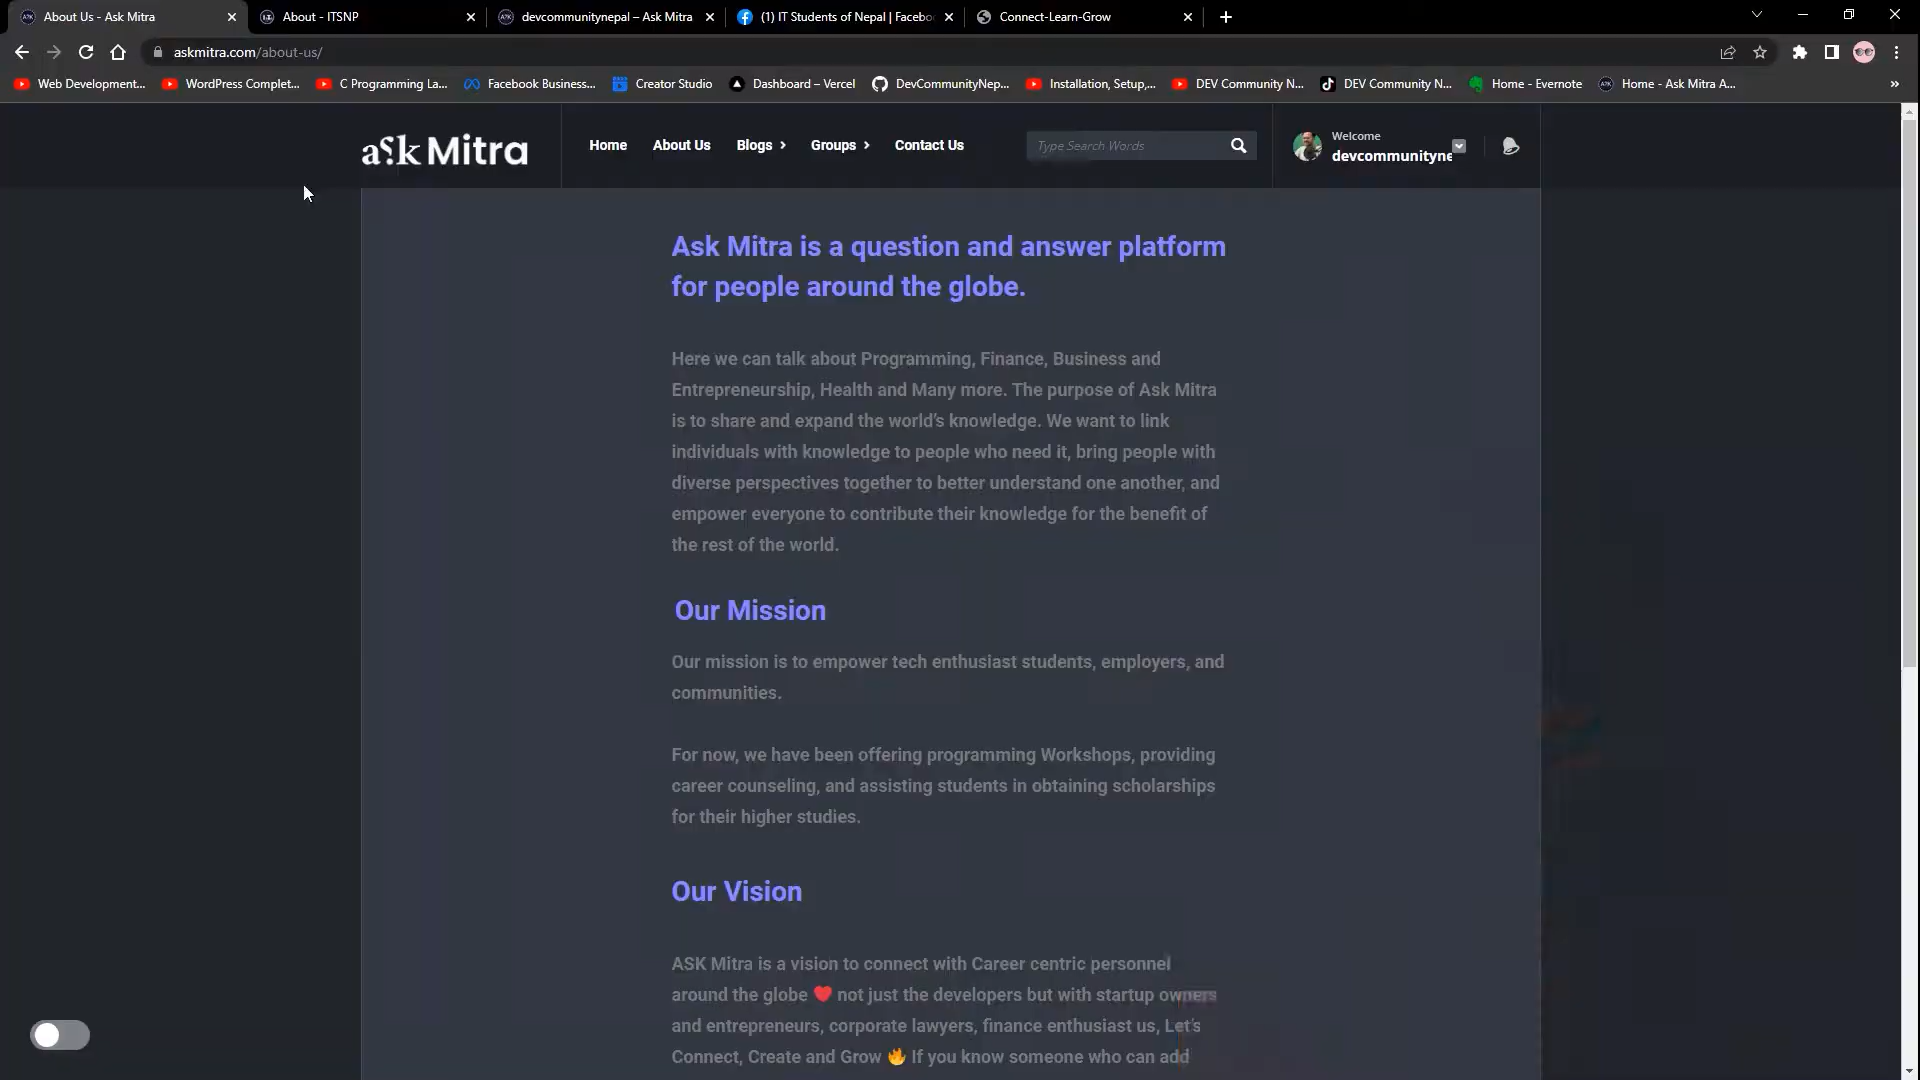 About Us - Ask Mitra
About - ITSNP
devcommunitynepal – Ask Mitra
(1) IT Students of Nepal | Facebo
Connect-Learn-Grow
askmitra.com/about-us/
Web Development...
WordPress Complet...
C Programming La...
Facebook Business...
Creator Studio
Dashboard – Vercel
DevCommunityNep...
Installation, Setup,...
DEV Community N...
DEV Community N...
Home - Evernote
Home - Ask Mitra A...
ask Mitra
Home
About Us
Blogs
Groups
Contact Us
Type Search Words
Welcome
devcommunityne
Ask Mitra is a question and answer platform
for people around the globe.
Here we can talk about Programming, Finance, Business and
Entrepreneurship, Health and Many more. The purpose of Ask Mitra
is to share and expand the world's knowledge. We want to link
individuals with knowledge to people who need it, bring people with
diverse perspectives together to better understand one another, and
empower everyone to contribute their knowledge for the benefit of
the rest of the world.
Our Mission
Our mission is to empower tech enthusiast students, employers, and
communities.
For now, we have been offering programming Workshops, providing
career counseling, and assisting students in obtaining scholarships
for their higher studies.
Our Vision
ASK Mitra is a vision to connect with Career centric personnel
around the globe ❤️ not just the developers but with startup owners
and entrepreneurs, corporate lawyers, finance enthusiast us, Let's
Connect, Create and Grow 🔥 If you know someone who can add